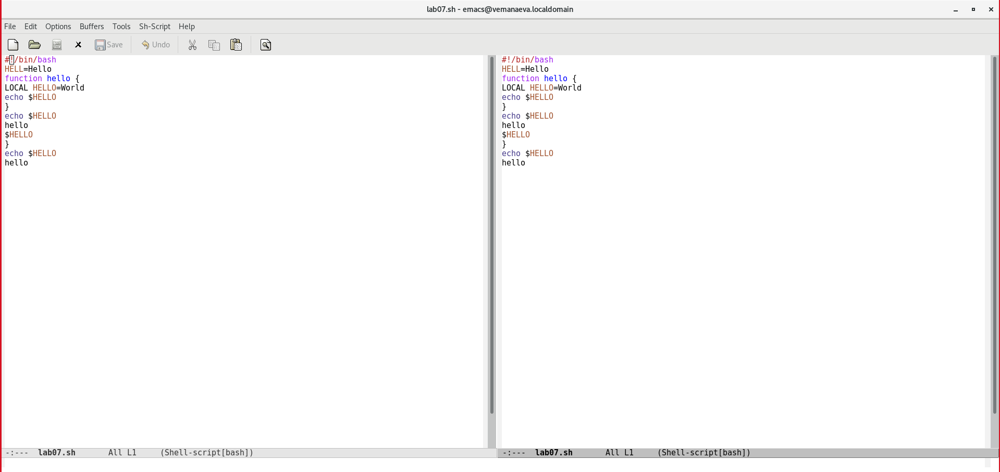 lab07.sh - emacs@vemanaeva.localdomain
File Edit Options Buffers Tools Sh-Script Help
Save Undo
#!/bin/bash
HELL=Hello
function hello {
LOCAL HELLO=World
echo $HELLO
}
echo $HELLO
hello
$HELLO
}
echo $HELLO
hello
-:--- lab07.sh All L1 (Shell-script[bash])
#!/bin/bash
HELL=Hello
function hello {
LOCAL HELLO=World
echo $HELLO
}
echo $HELLO
hello
$HELLO
}
echo $HELLO
hello
-:--- lab07.sh All L1 (Shell-script[bash])